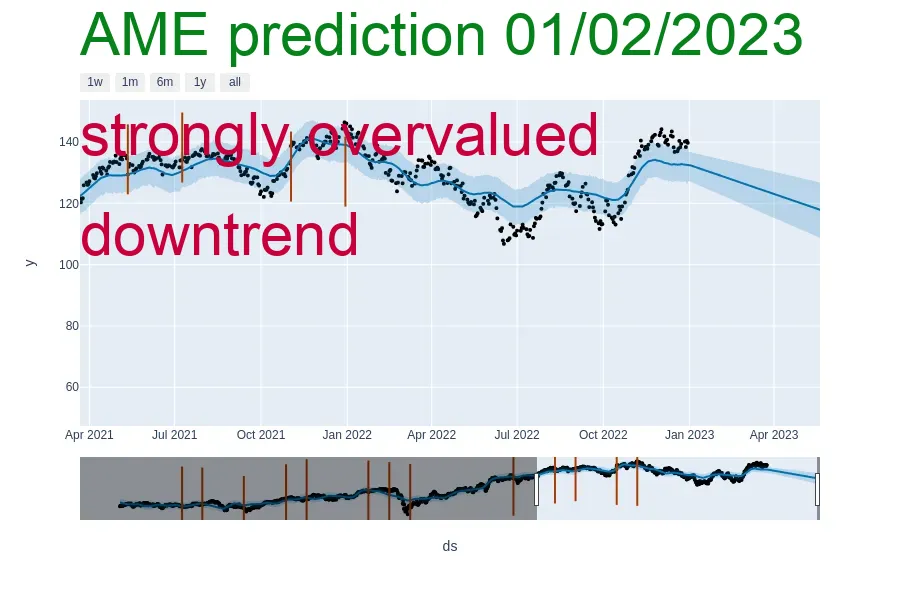 AME prediction 01/02/2023
1w 1m 6m 1y all
strongly overvalued
140
120
downtrend
100
y
80
60
Apr 2021 Jul 2021 Oct 2021 Jan 2022 Apr 2022 Jul 2022 Oct 2022 Jan 2023 Apr 2023
ds